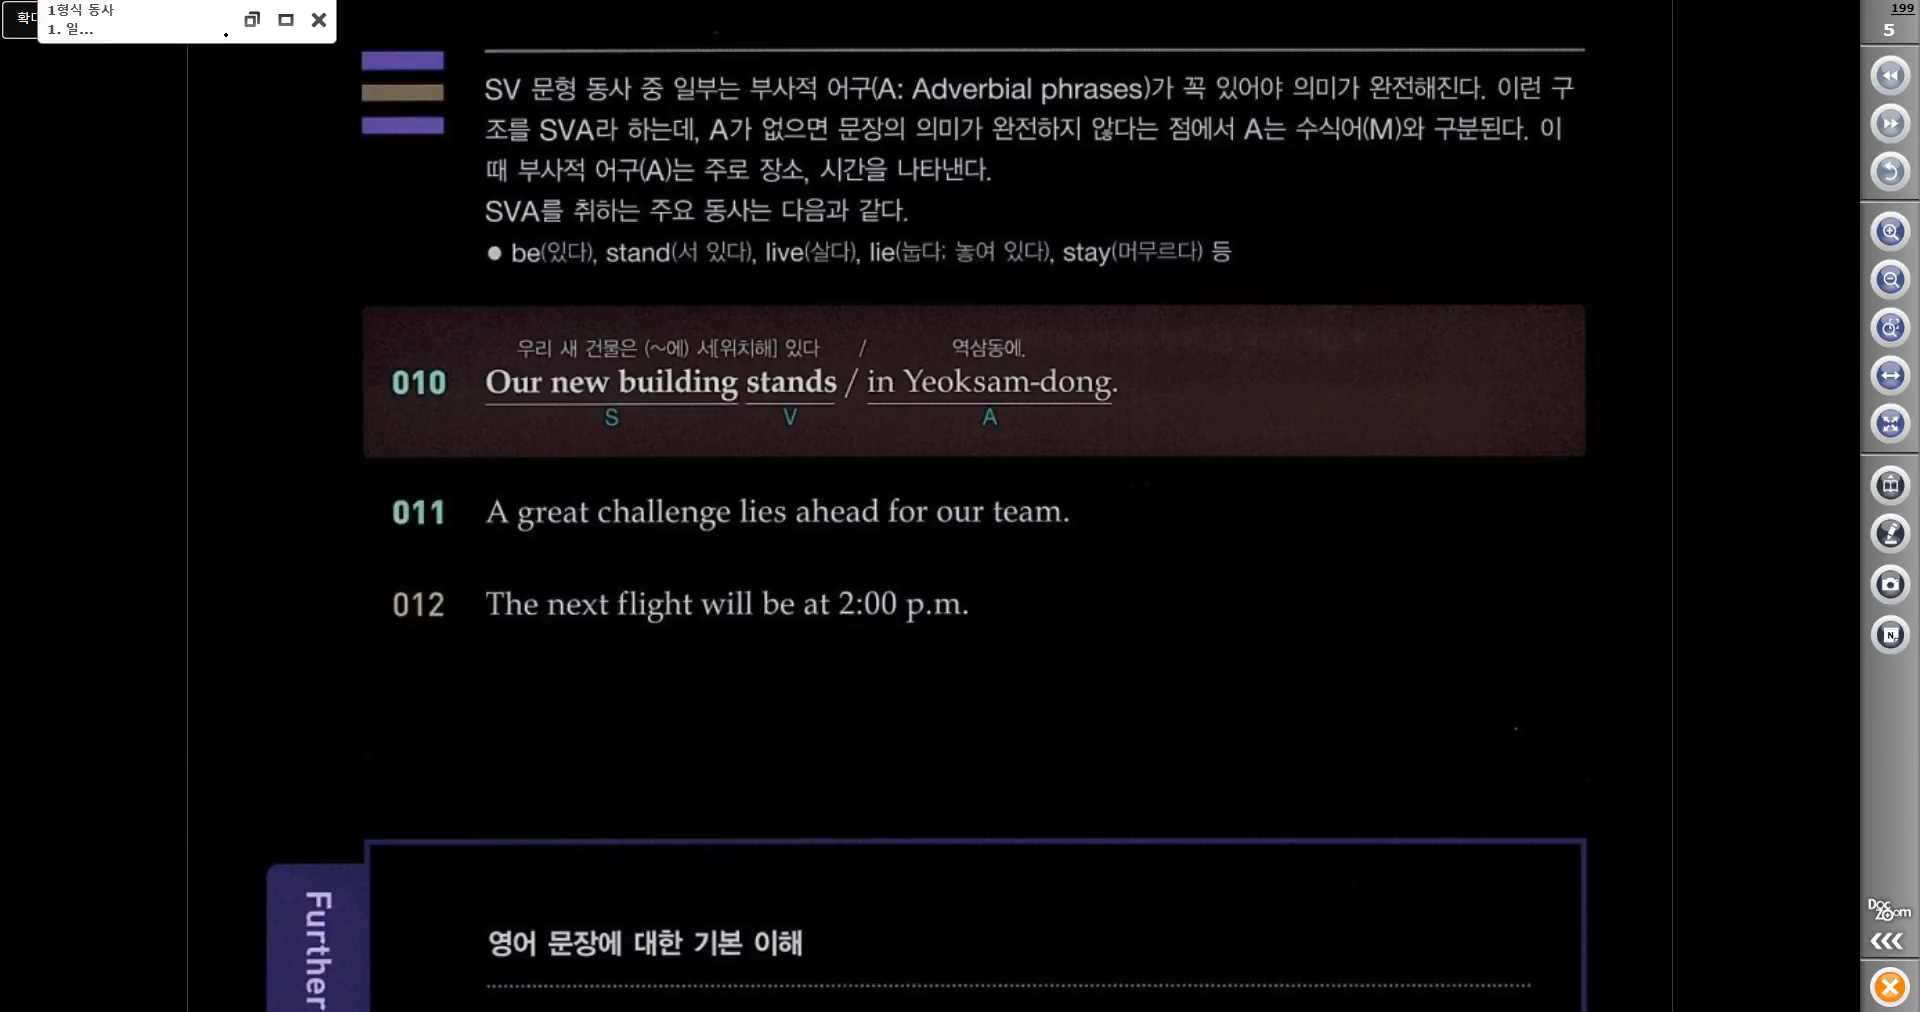 확대
1형식 동사
1. 일...
199
5
SV 문형 동사 중 일부는 부사적 어구(A: Adverbial phrases)가 꼭 있어야 의미가 완전해진다. 이런 구
조를 SVA라 하는데, A가 없으면 문장의 의미가 완전하지 않다는 점에서 A는 수식어(M)와 구분된다. 이
때 부사적 어구(A)는 주로 장소, 시간을 나타낸다.
SVA를 취하는 주요 동사는 다음과 같다.
● be(있다), stand(서 있다), live(살다), lie(눕다; 놓여 있다), stay(머무르다) 등
우리 새 건물은 (~에) 서[위치해] 있다 / 역삼동에.
010 Our new building stands / in Yeoksam-dong.
S V A
011 A great challenge lies ahead for our team.
012 The next flight will be at 2:00 p.m.
Further
영어 문장에 대한 기본 이해
N
Doc
Zoom